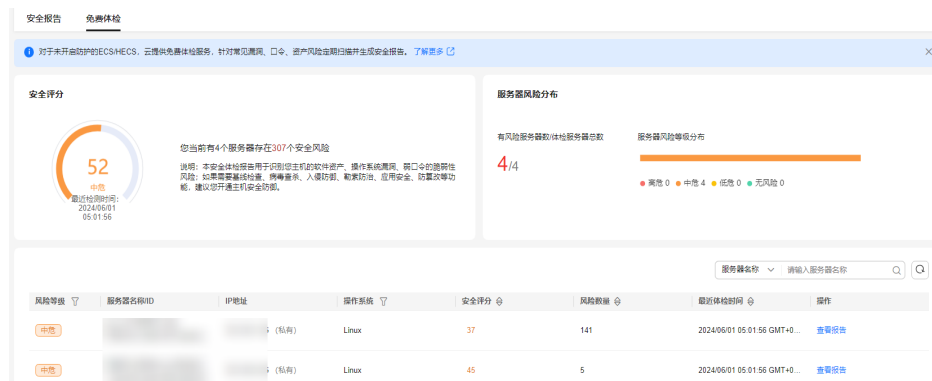 安全报告 免费体检
对于未开启防护的ECS/HECS，云提供免费体检服务，针对常见漏洞、口令、资产风险定期扫描并生成安全报告。 了解更多
安全评分
52
中危
最近检测时间：
2024/06/01
05:01:56
您当前有4个服务器存在307个安全风险
说明：本安全体检报告用于识别您主机的软件资产、操作系统漏洞、弱口令的脆弱性
风险；如果需要基线检查、病毒查杀、入侵防御、勒索防治、应用安全、防篡改等功
能，建议您开通主机安全防御。
服务器风险分布
有风险服务器数/体检服务器总数 服务器风险等级分布
4/4
高危 0 中危 4 低危 0 无风险 0
服务器名称 请输入服务器名称
风险等级 服务器名称/ID IP地址 操作系统 安全评分 风险数量 最近体检时间 操作
中危 (私有) Linux 37 141 2024/06/01 05:01:56 GMT+0... 查看报告
中危 (私有) Linux 45 5 2024/06/01 05:01:56 GMT+0... 查看报告